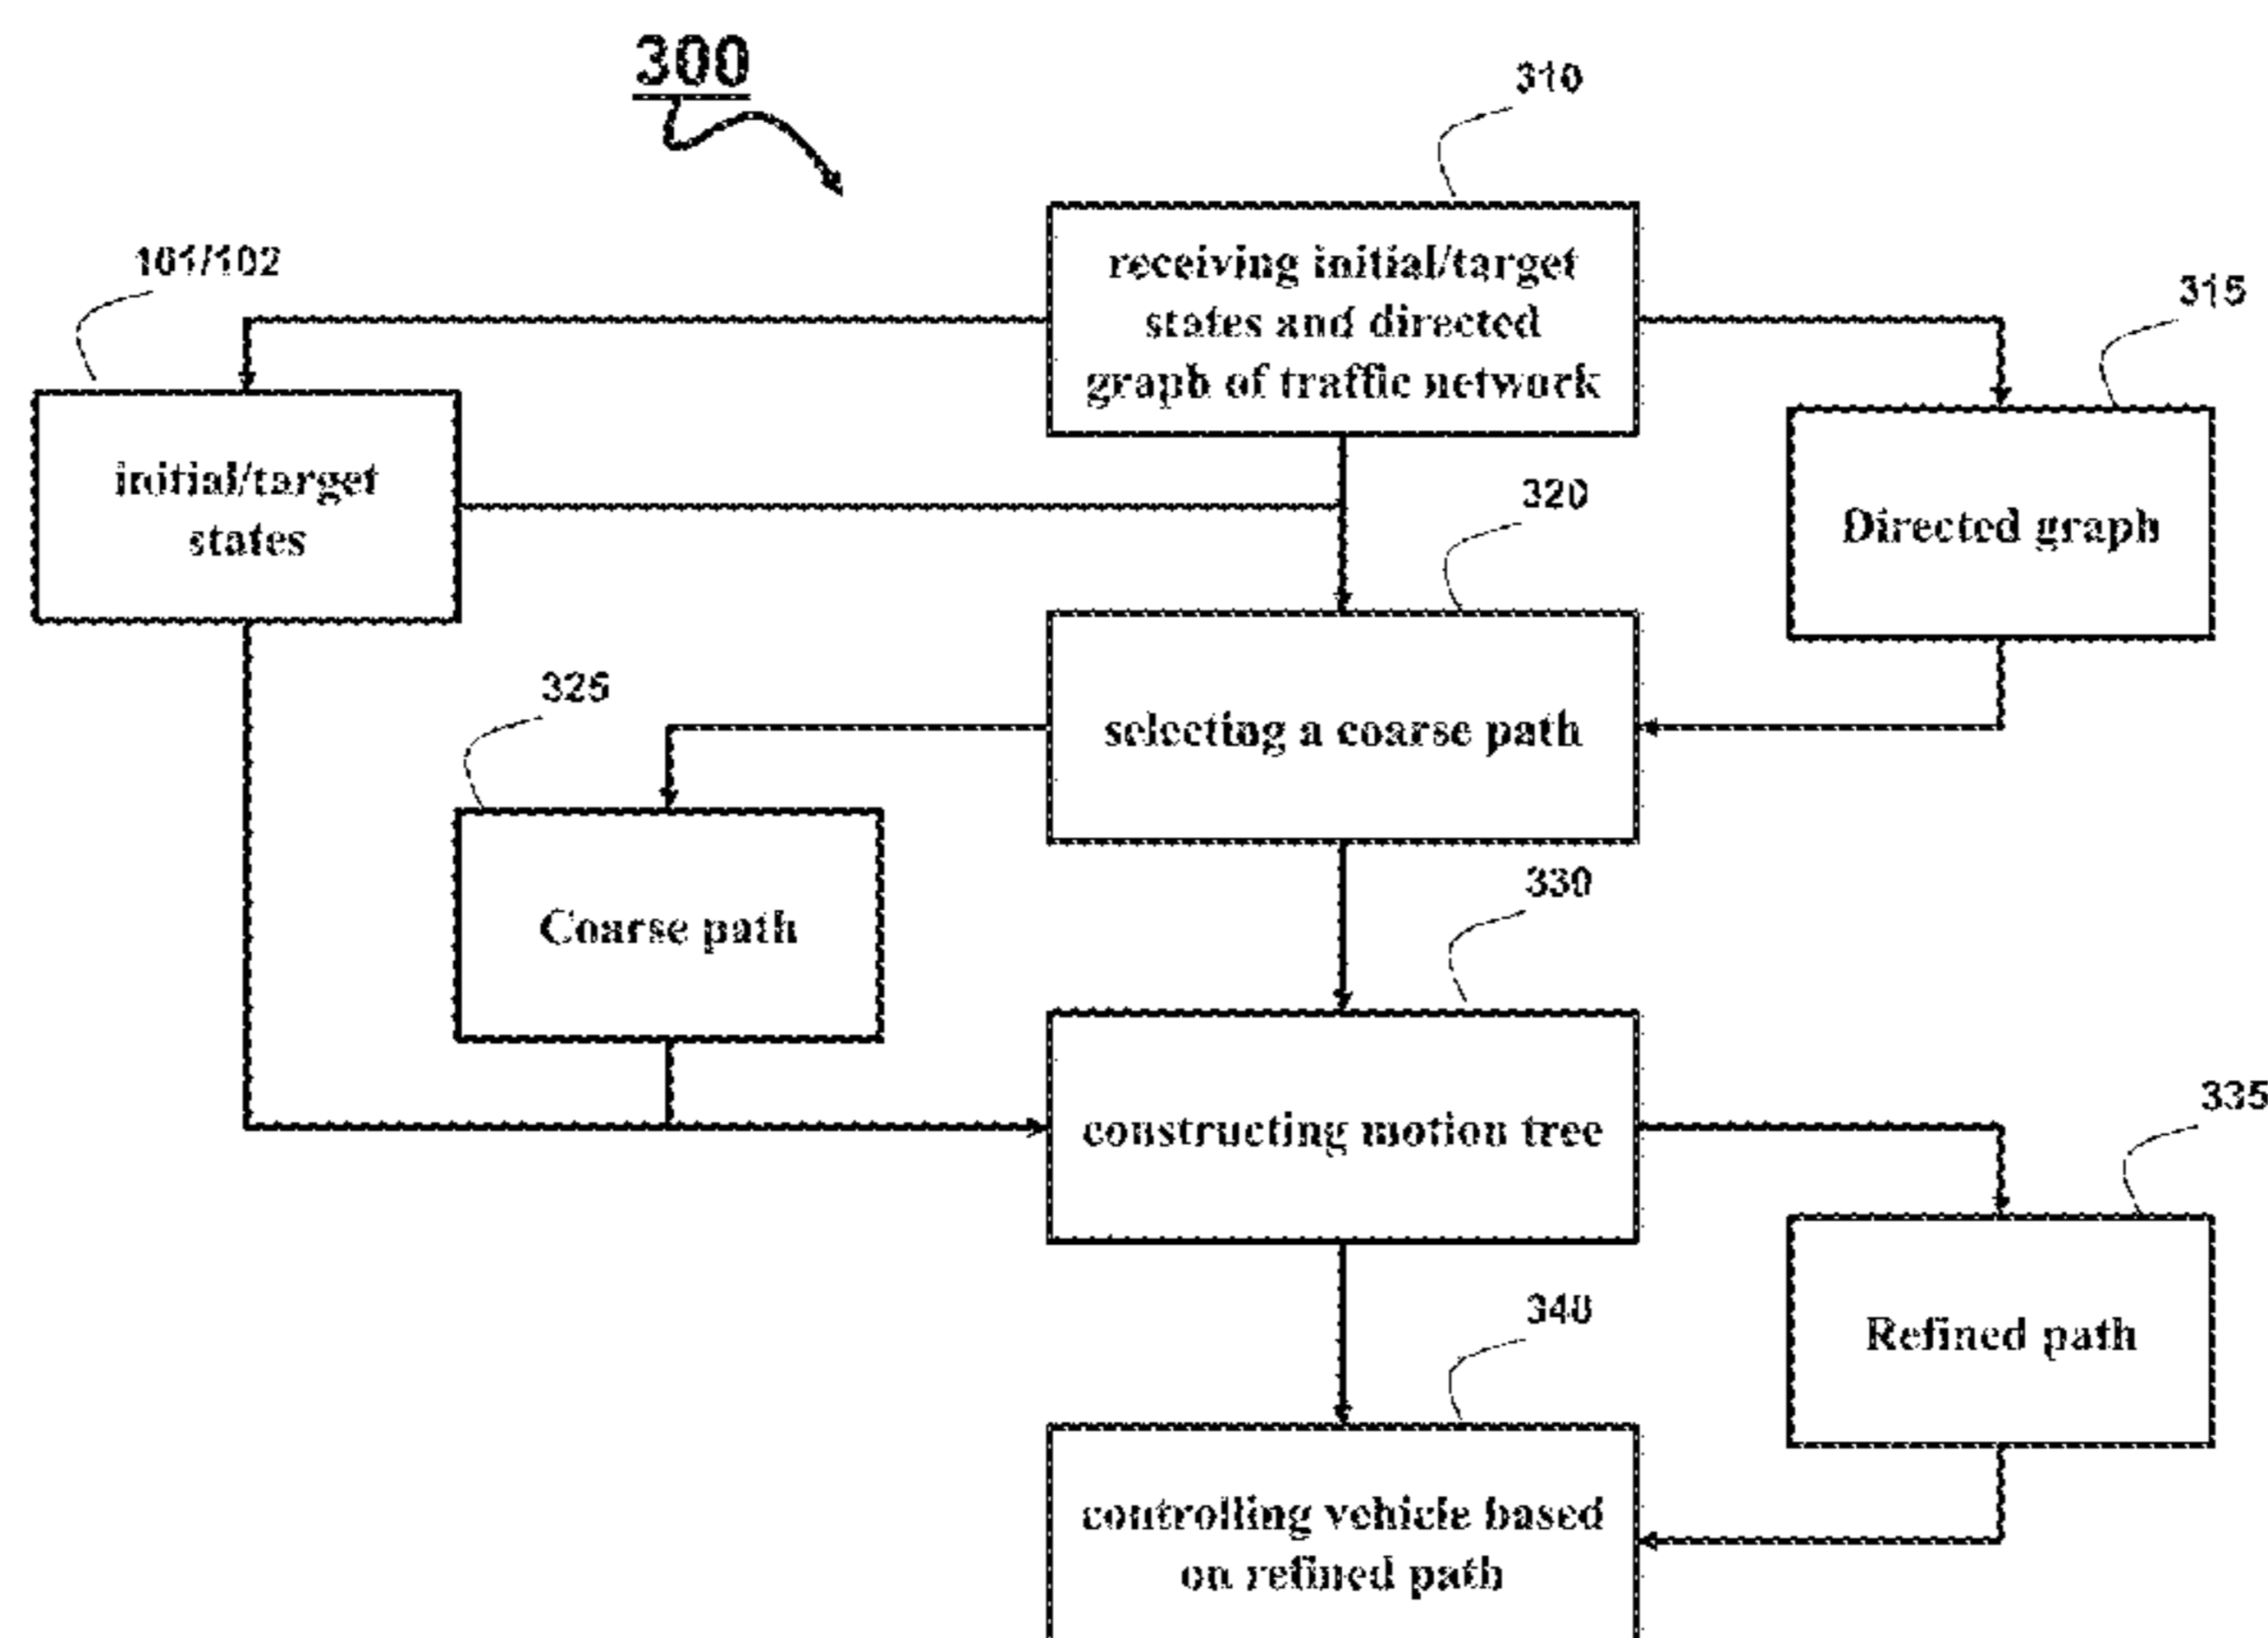 300
310
receiving initial/target
states and directed
graph of traffic network
101/102
initial/target
states
315
Directed graph
320
selecting a coarse path
325
Coarse path
330
constructing motion tree
335
Refined path
340
controlling vehicle based
on refined path